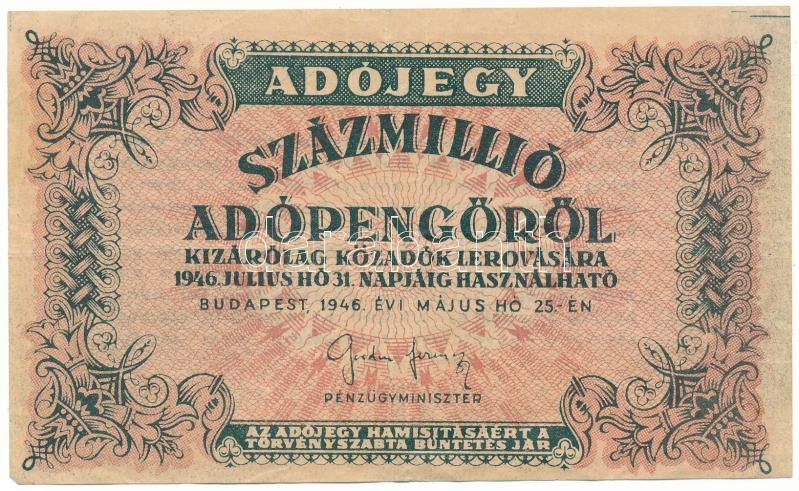 ADÓJEGY
SZÁZMILLIÓ
ADÓPENGŐRŐL
KIZÁRÓLAG KÖZADÓK LEROVÁSÁRA
1946. JULIUS HÓ 31. NAPJÁIG HASZNÁLHATÓ
BUDAPEST, 1946. ÉVI MÁJUS HÓ 25.-ÉN
PÉNZÜGYMINISZTER
AZ ADÓJEGY HAMISITÁSÁÉRT A
TÖRVÉNYSZABTA BÜNTETÉS JÁR